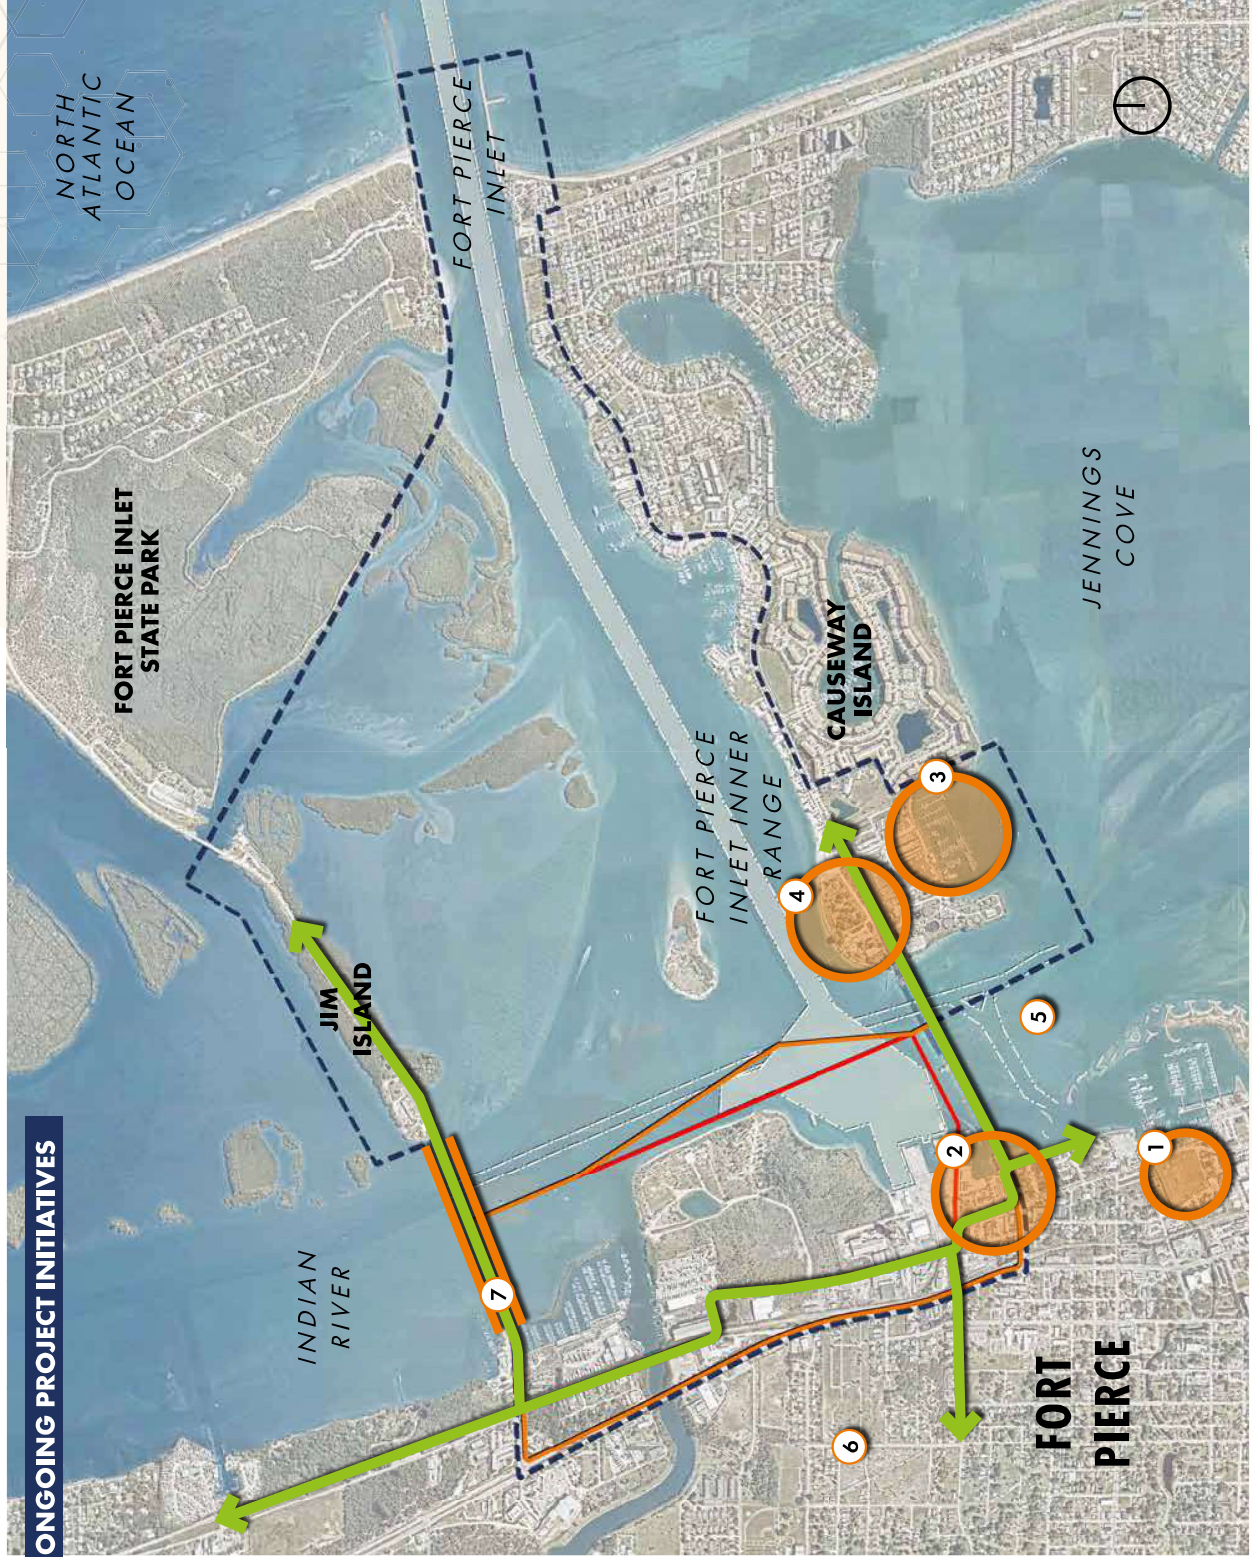 ONGOING PROJECT INITIATIVES
NORTH
ATLANTIC
OCEAN
FORT PIERCE INLET
STATE PARK
FORT PIERCE
INLET
JIM
ISLAND
INDIAN
RIVER
7
FORT PIERCE
INLET INNER
RANGE
CAUSEWAY
ISLAND
4
3
JENNINGS
COVE
5
2
1
6
FORT
PIERCE